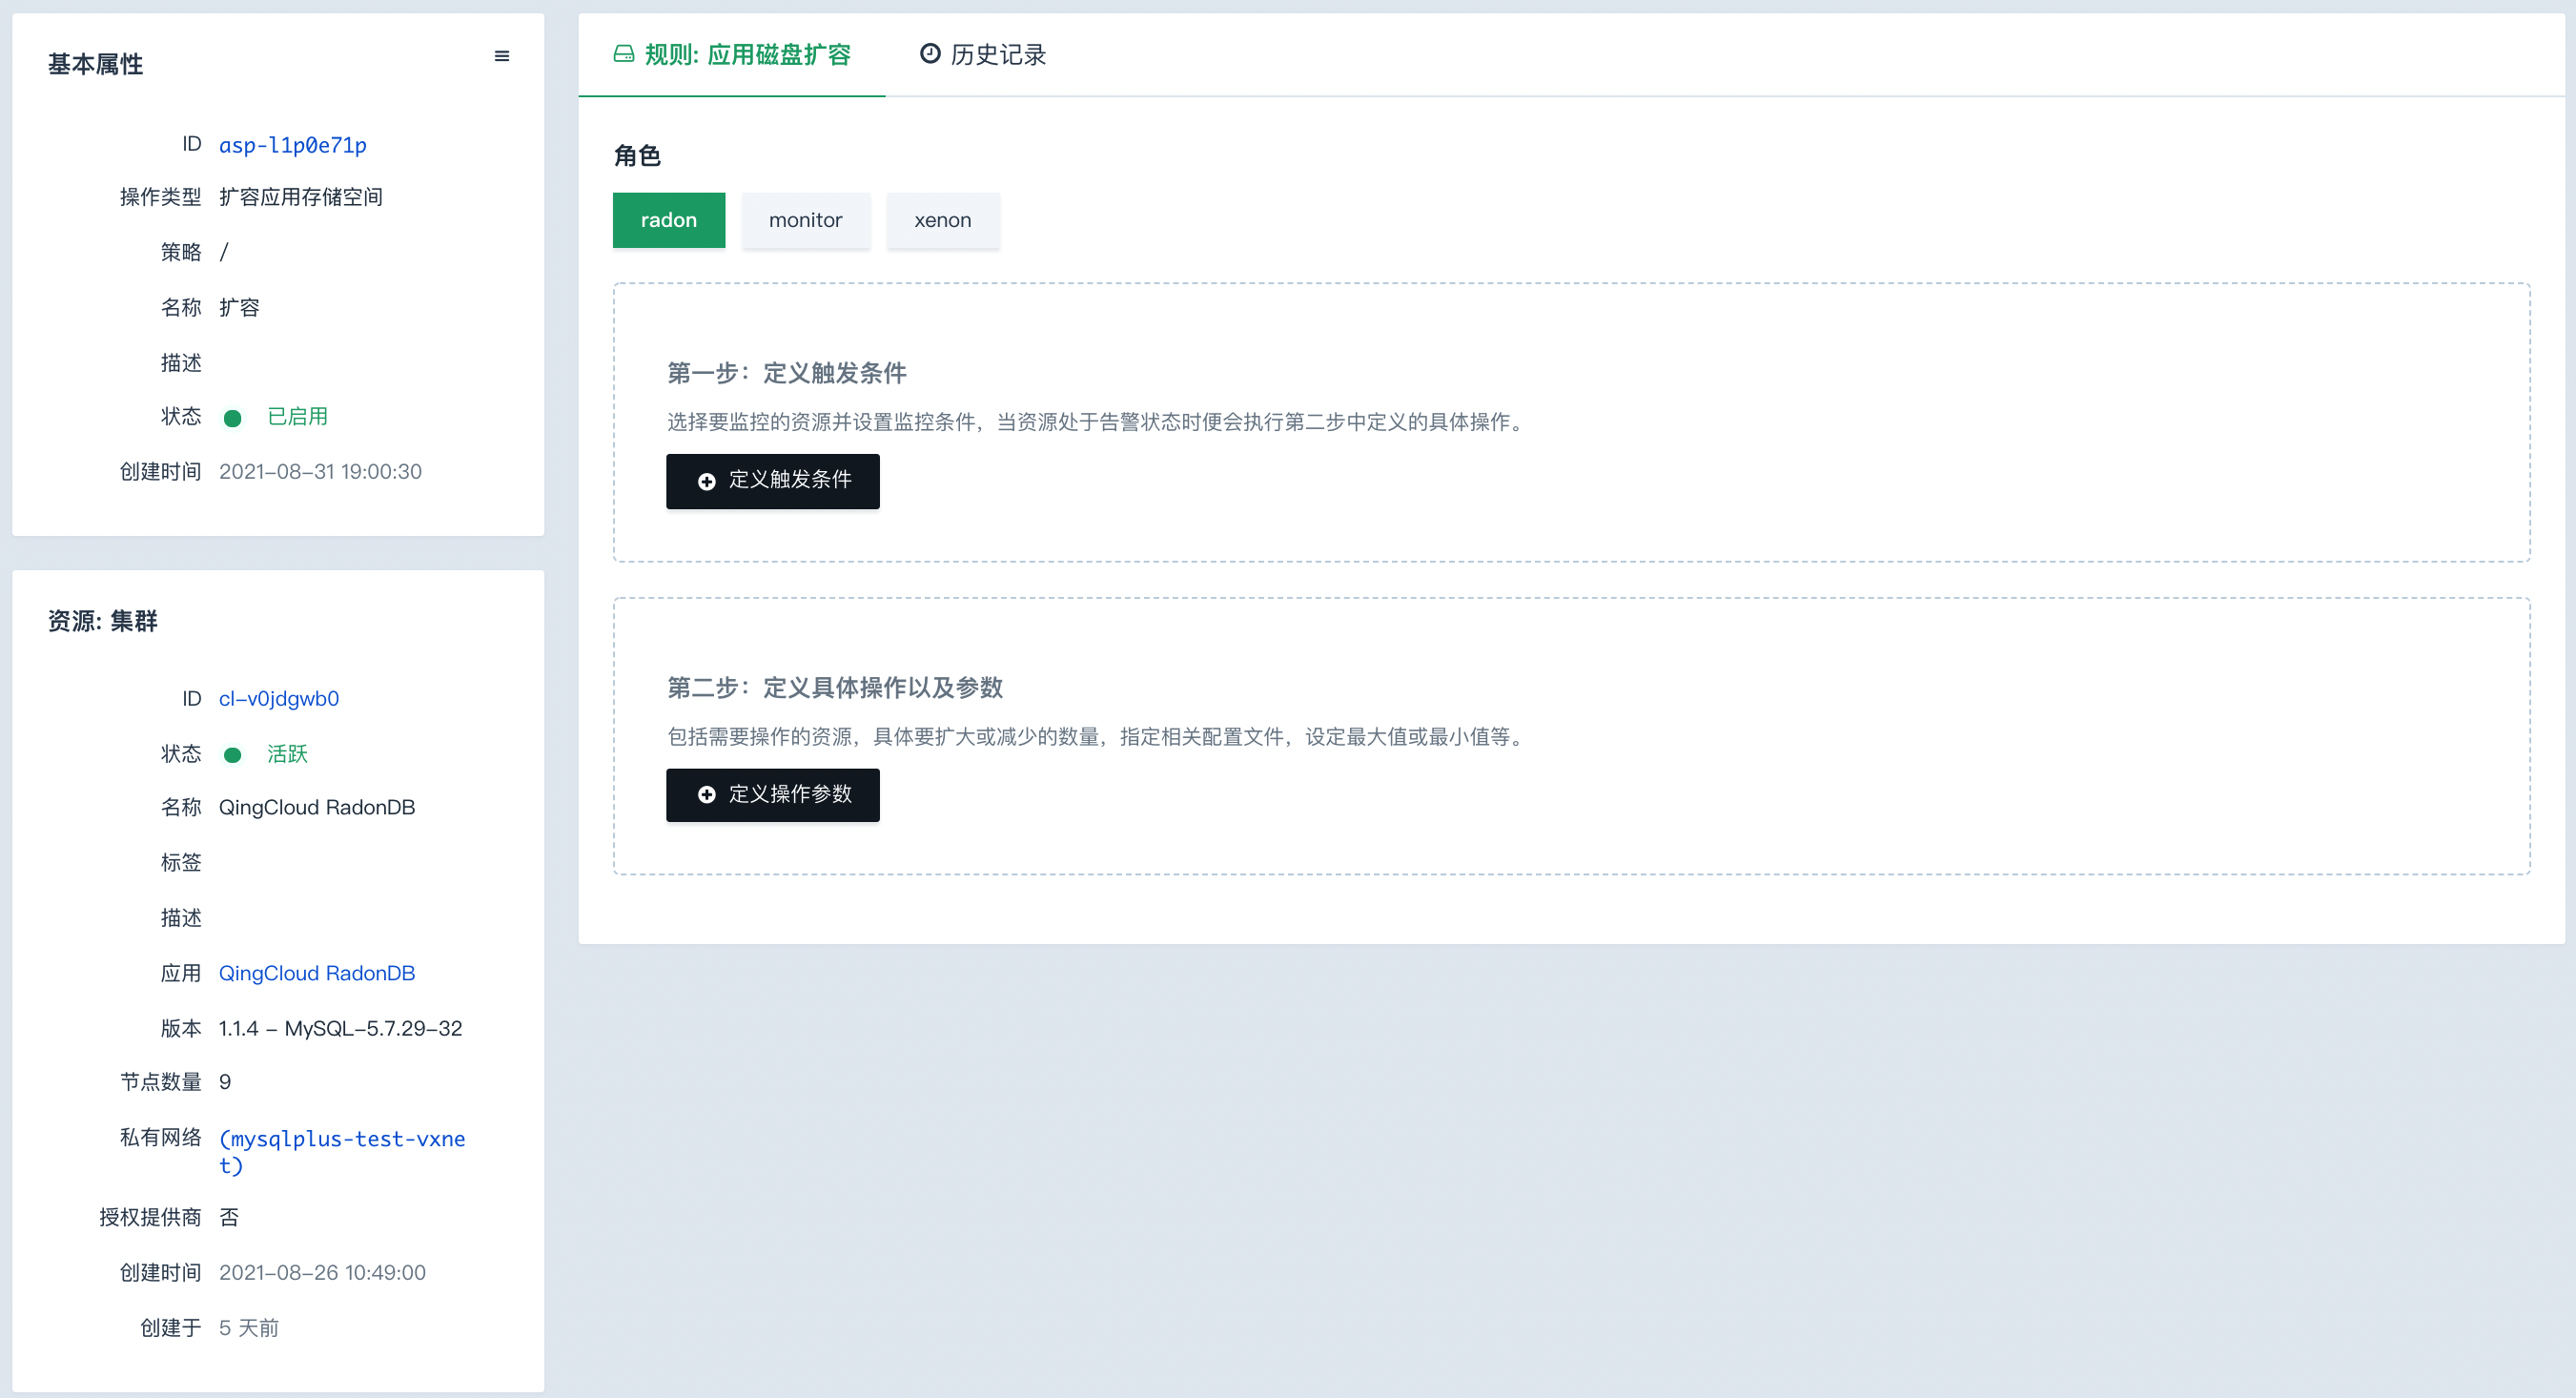 基本属性
ID asp-l1p0e71p
操作类型 扩容应用存储空间
策略 /
名称 扩容
描述
状态 已启用
创建时间 2021-08-31 19:00:30
资源: 集群
ID cl-v0jdgwb0
状态 活跃
名称 QingCloud RadonDB
标签
描述
应用 QingCloud RadonDB
版本 1.1.4 - MySQL-5.7.29-32
节点数量 9
私有网络 (mysqlplus-test-vxne
t)
授权提供商 否
创建时间 2021-08-26 10:49:00
创建于 5 天前
规则: 应用磁盘扩容 历史记录
角色
radon monitor xenon
第一步：定义触发条件
选择要监控的资源并设置监控条件，当资源处于告警状态时便会执行第二步中定义的具体操作。
定义触发条件
第二步：定义具体操作以及参数
包括需要操作的资源，具体要扩大或减少的数量，指定相关配置文件，设定最大值或最小值等。
定义操作参数